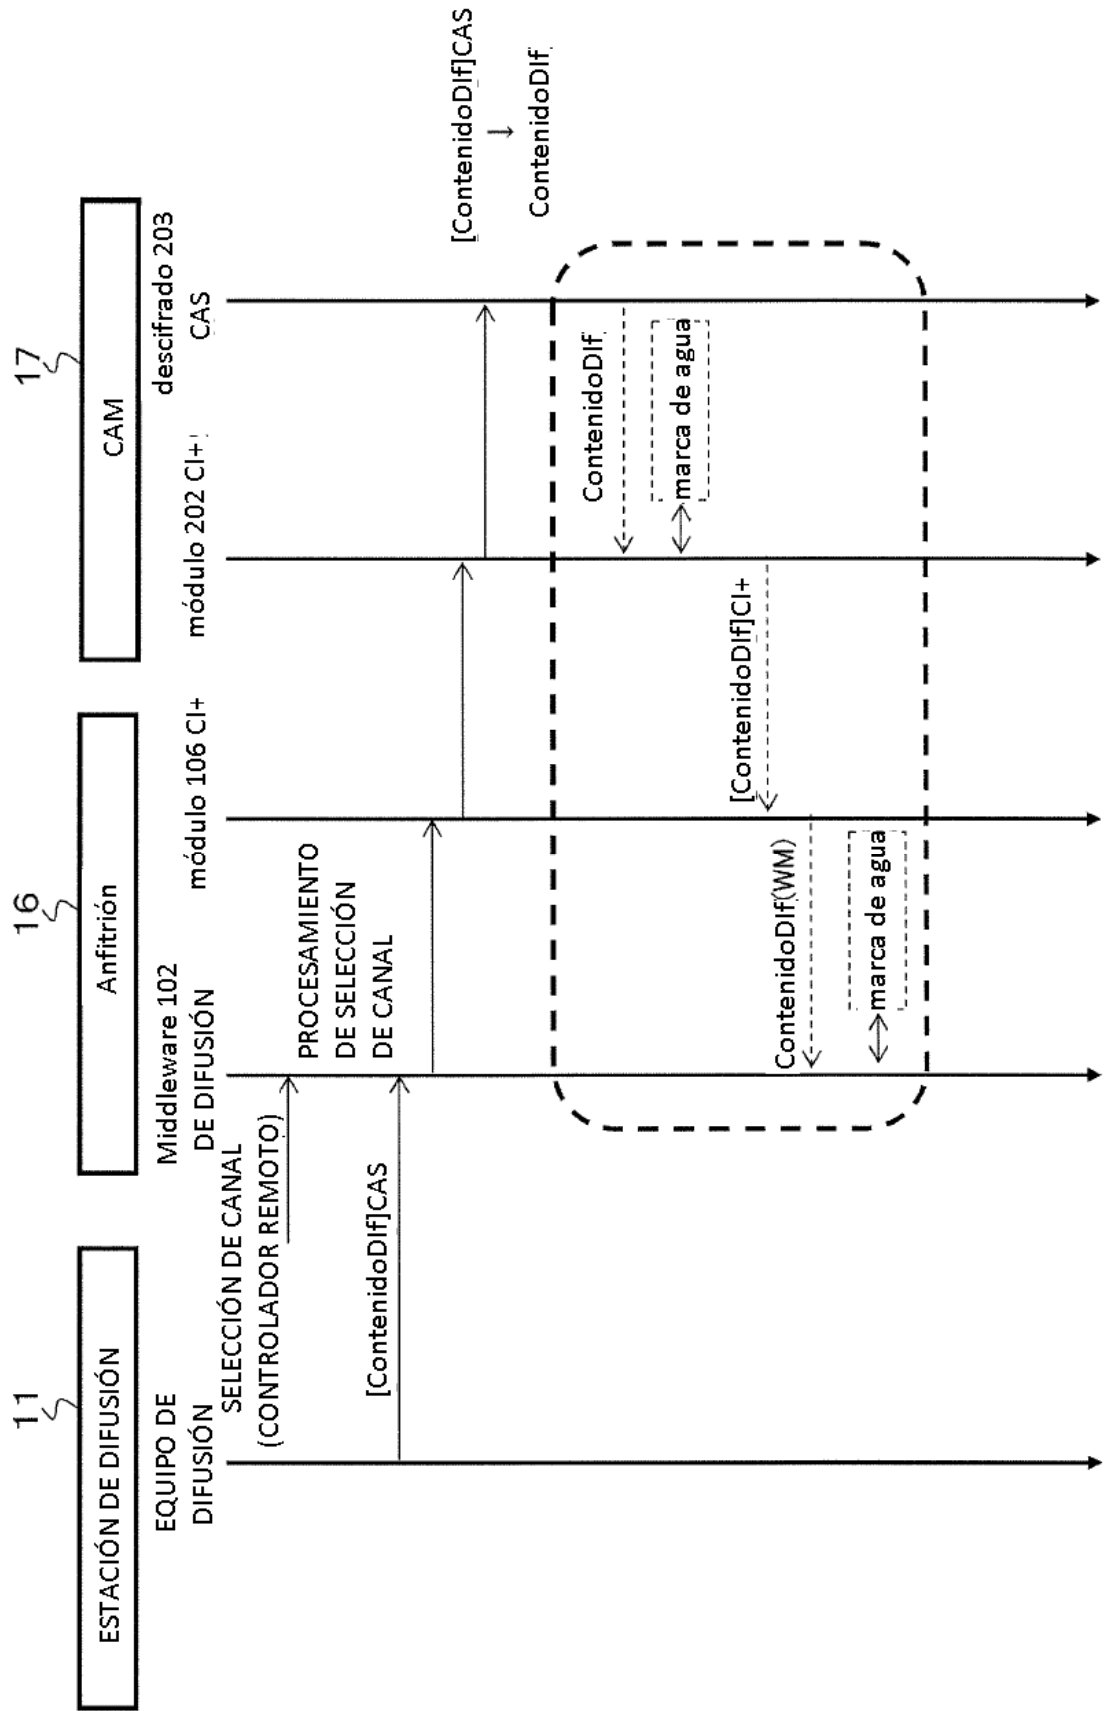 11
16
17
ESTACIÓN DE DIFUSIÓN
Anfitrión
CAM
EQUIPO DE
DIFUSIÓN
Middleware 102
DE DIFUSIÓN
módulo 106 CI+
módulo 202 CI+
descifrado 203
CAS
SELECCIÓN DE CANAL
(CONTROLADOR REMOTO)
PROCESAMIENTO
DE SELECCIÓN
DE CANAL
[ContenidoDIf]CAS
[ContenidoDIf]CAS
↓
ContenidoDIf
ContenidoDIf
marca de agua
[ContenidoDIf]CI+
ContenidoDIf(WM)
marca de agua